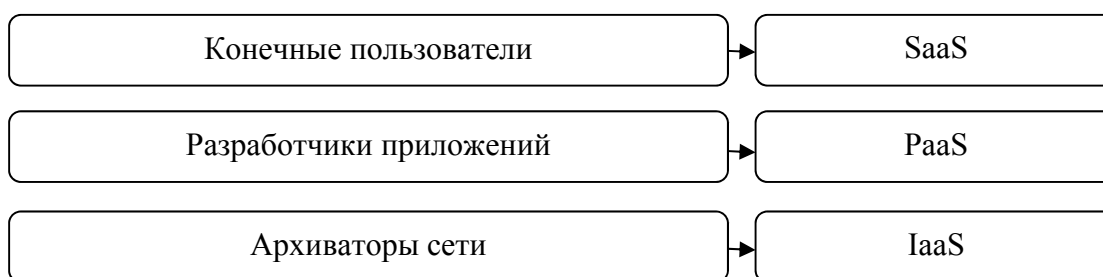 Конечные пользователи SaaS
Разработчики приложений PaaS
Архиваторы сети IaaS